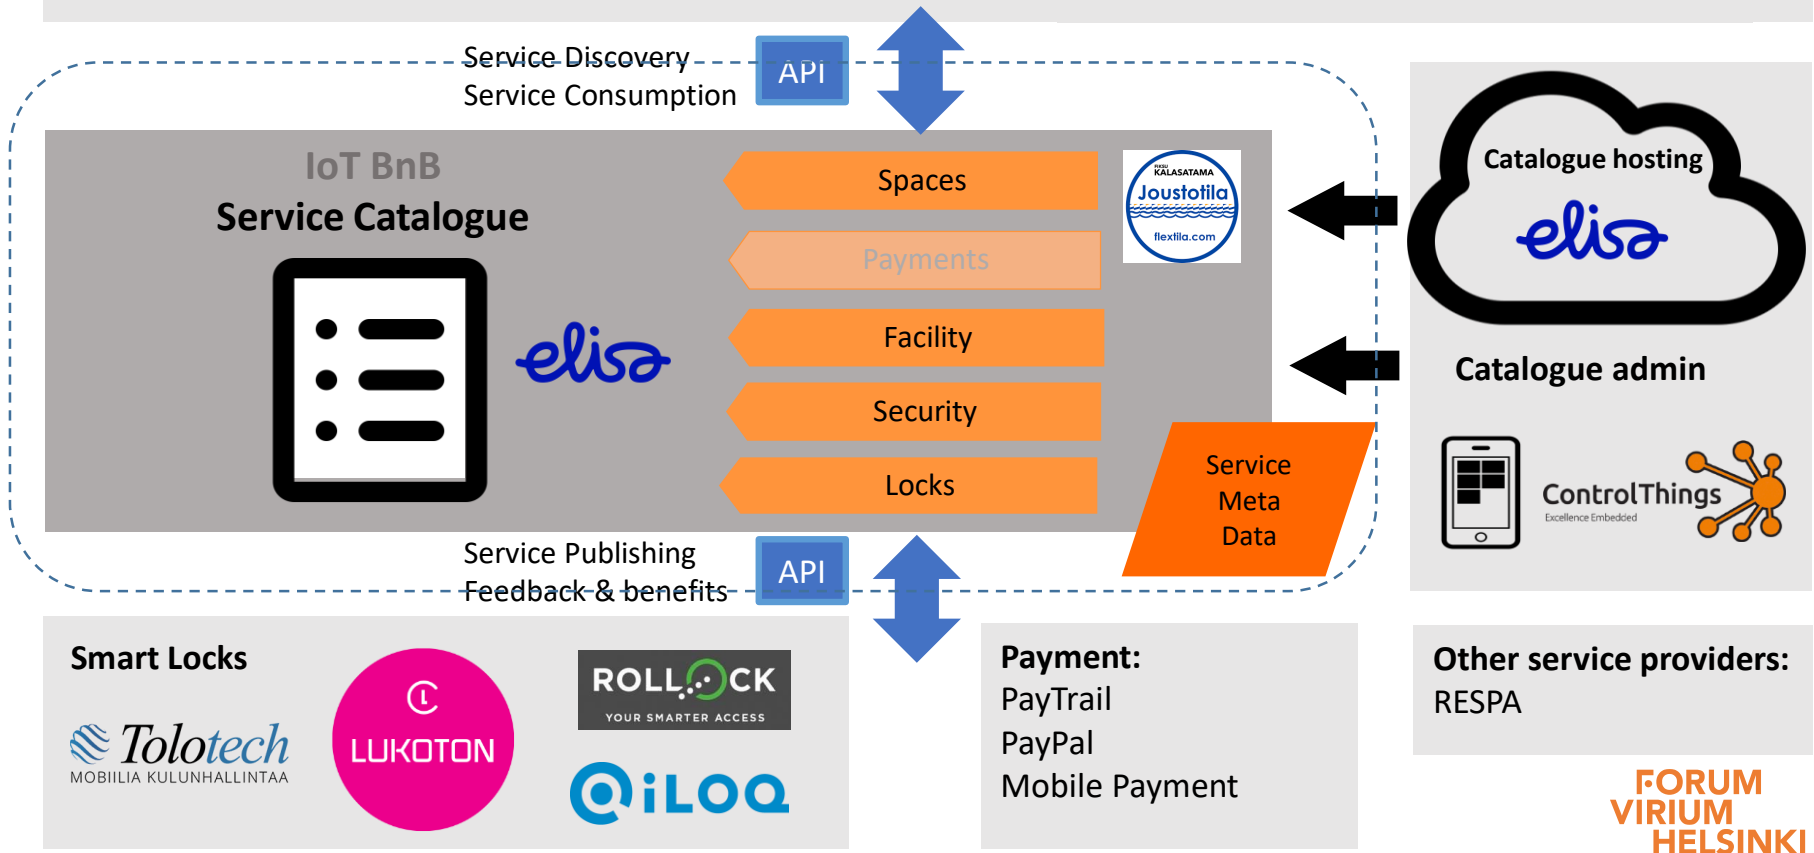 Service Discovery
Service Consumption
API
IoT BnB
Service Catalogue
elisa
Spaces
Payments
Facility
Security
Locks
FIKSU
KALASATAMA
Joustotila
flextila.com
Service
Meta
Data
Catalogue hosting
elisa
Catalogue admin
ControlThings
Excellence Embedded
Service Publishing
Feedback & benefits
API
Smart Locks
Tolotech
MOBIILIA KULUNHALLINTAA
LUKOTON
ROLLOCK
YOUR SMARTER ACCESS
iLOQ
Payment:
PayTrail
PayPal
Mobile Payment
Other service providers:
RESPA
FORUM
VIRIUM
HELSINKI